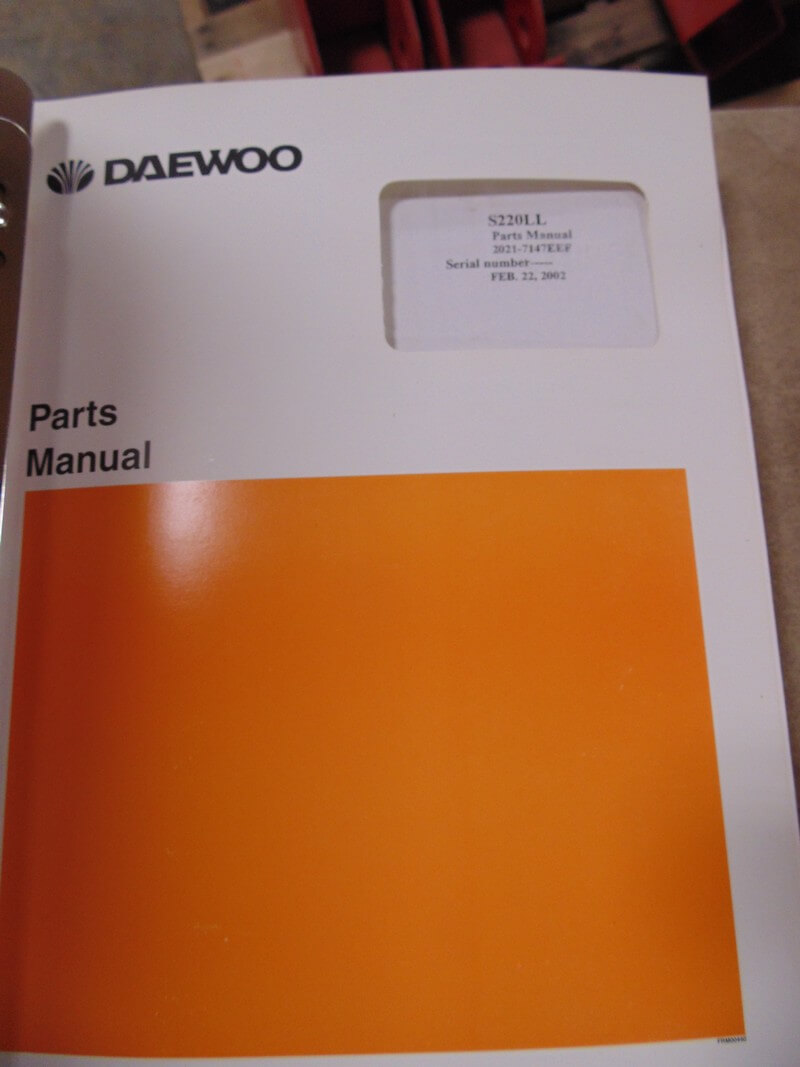 DAEWOO
S220LL
Parts Manual
2021-7147EEF
Serial number-----
FEB. 22, 2002
Parts
Manual